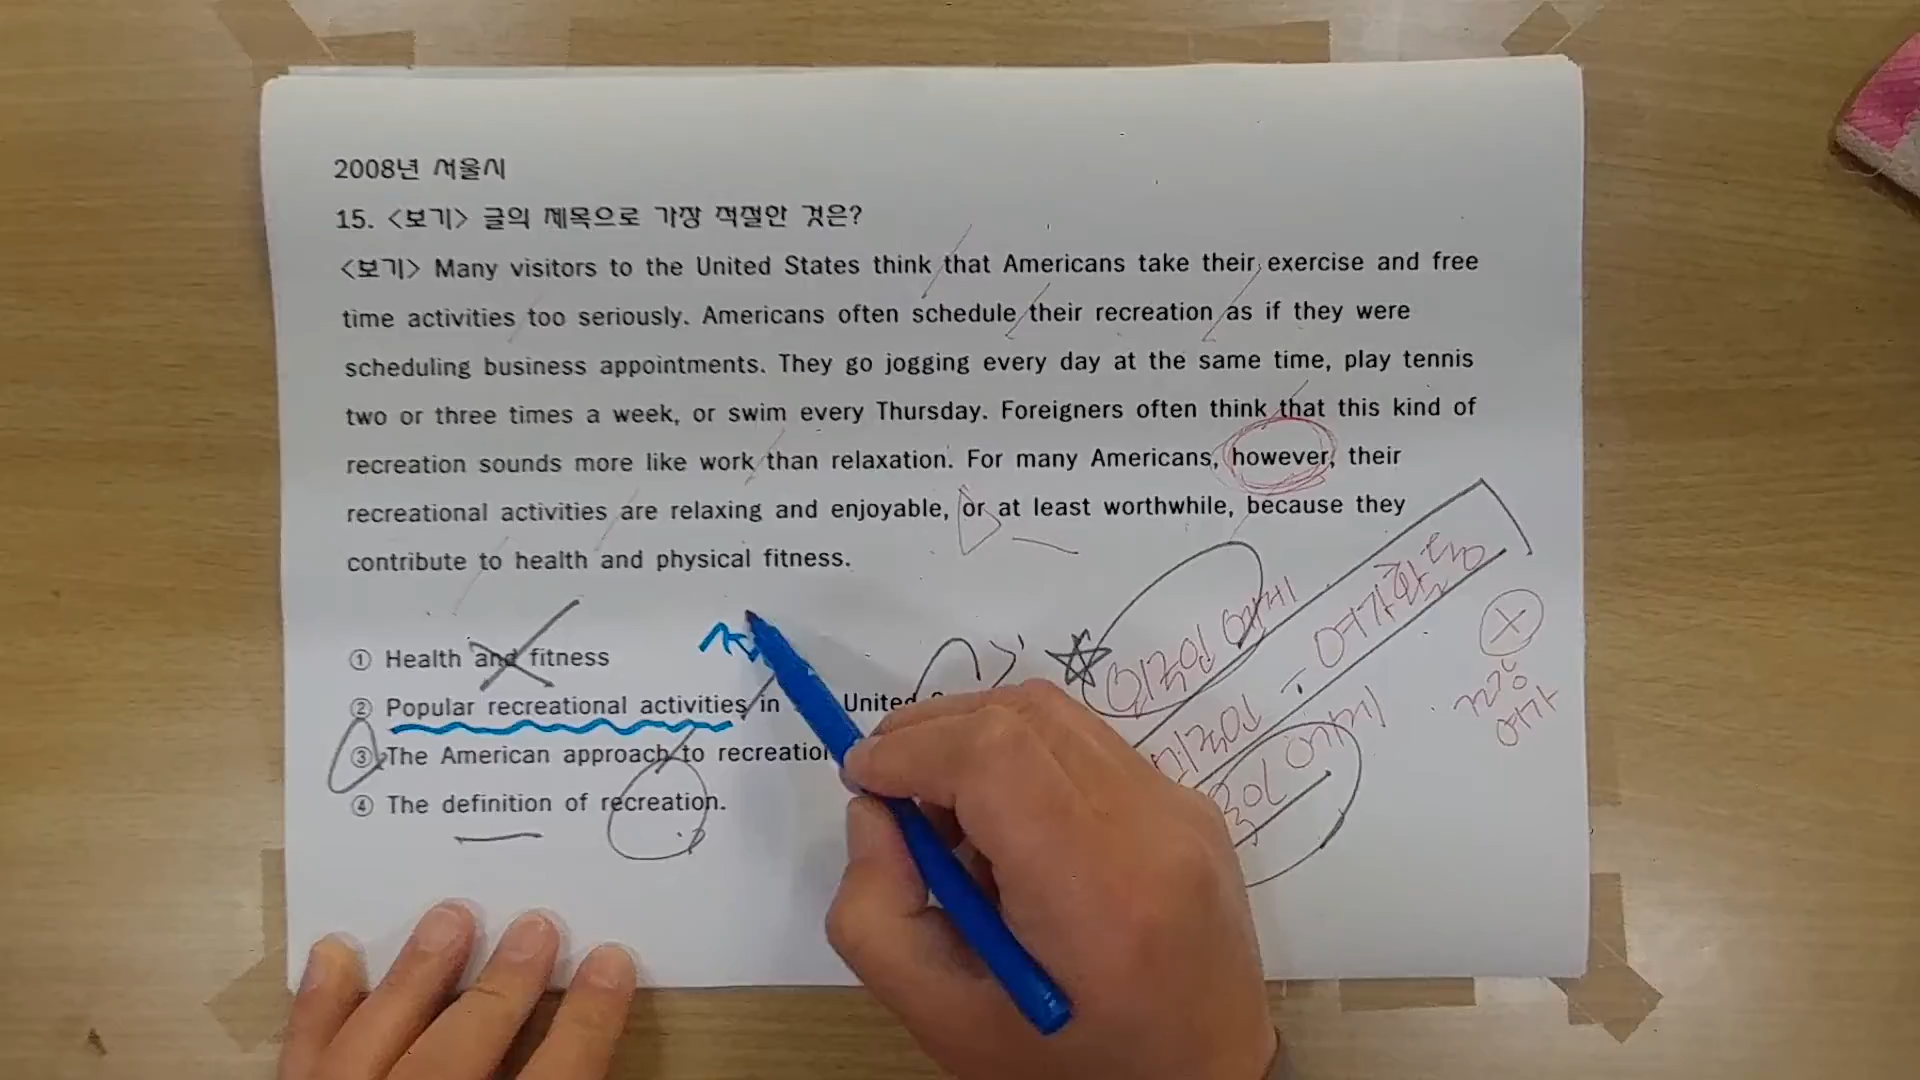 2008년 서울시
15. <보기> 글의 제목으로 가장 적절한 것은?
<보기> Many visitors to the United States think that Americans take their exercise and free
time activities too seriously. Americans often schedule their recreation as if they were
scheduling business appointments. They go jogging every day at the same time, play tennis
two or three times a week, or swim every Thursday. Foreigners often think that this kind of
recreation sounds more like work than relaxation. For many Americans, however, their
recreational activities are relaxing and enjoyable, or at least worthwhile, because they
contribute to health and physical fitness.
① Health and fitness
② Popular recreational activities in United
③ The American approach to recreation
④ The definition of recreation.
외국인
미국인 : 여가활동
+
건강
여가